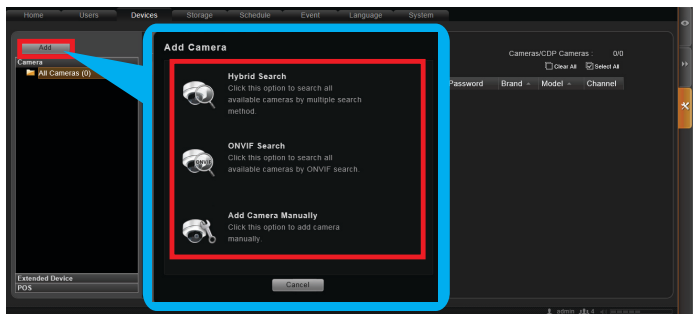 Home Users Devices Storage Schedule Event Language System
Add
Camera
All Cameras (0)
Extended Device
POS
Add Camera
Hybrid Search
Click this option to search all
available cameras by multiple search
method.
ONVIF Search
Click this option to search all
available cameras by ONVIF search.
ONVIF
Add Camera Manually
Click this option to add camera
manually.
Cancel
Cameras/CDP Cameras : 0/0
Clear All Select All
Password Brand Model Channel
admin 4